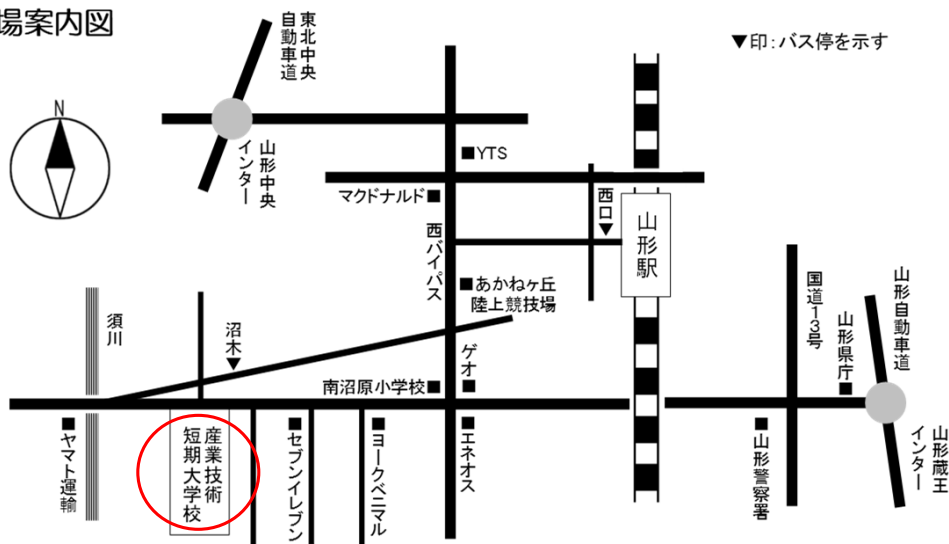 場案内図
▼印:バス停を示す
東北中央
自動車道
N
山形中央
インター
■YTS
マクドナルド■
西口▼
山形駅
西バイパス
■あかねヶ丘
陸上競技場
国道13号
山形自動車道
山形県庁■
須川
沼木▼
ゲオ■
南沼原小学校■
■ヤマト運輸
産業技術
短期大学校
■セブンイレブン
■ヨークベニマル
■エネオス
■山形警察署
山形蔵王
インター